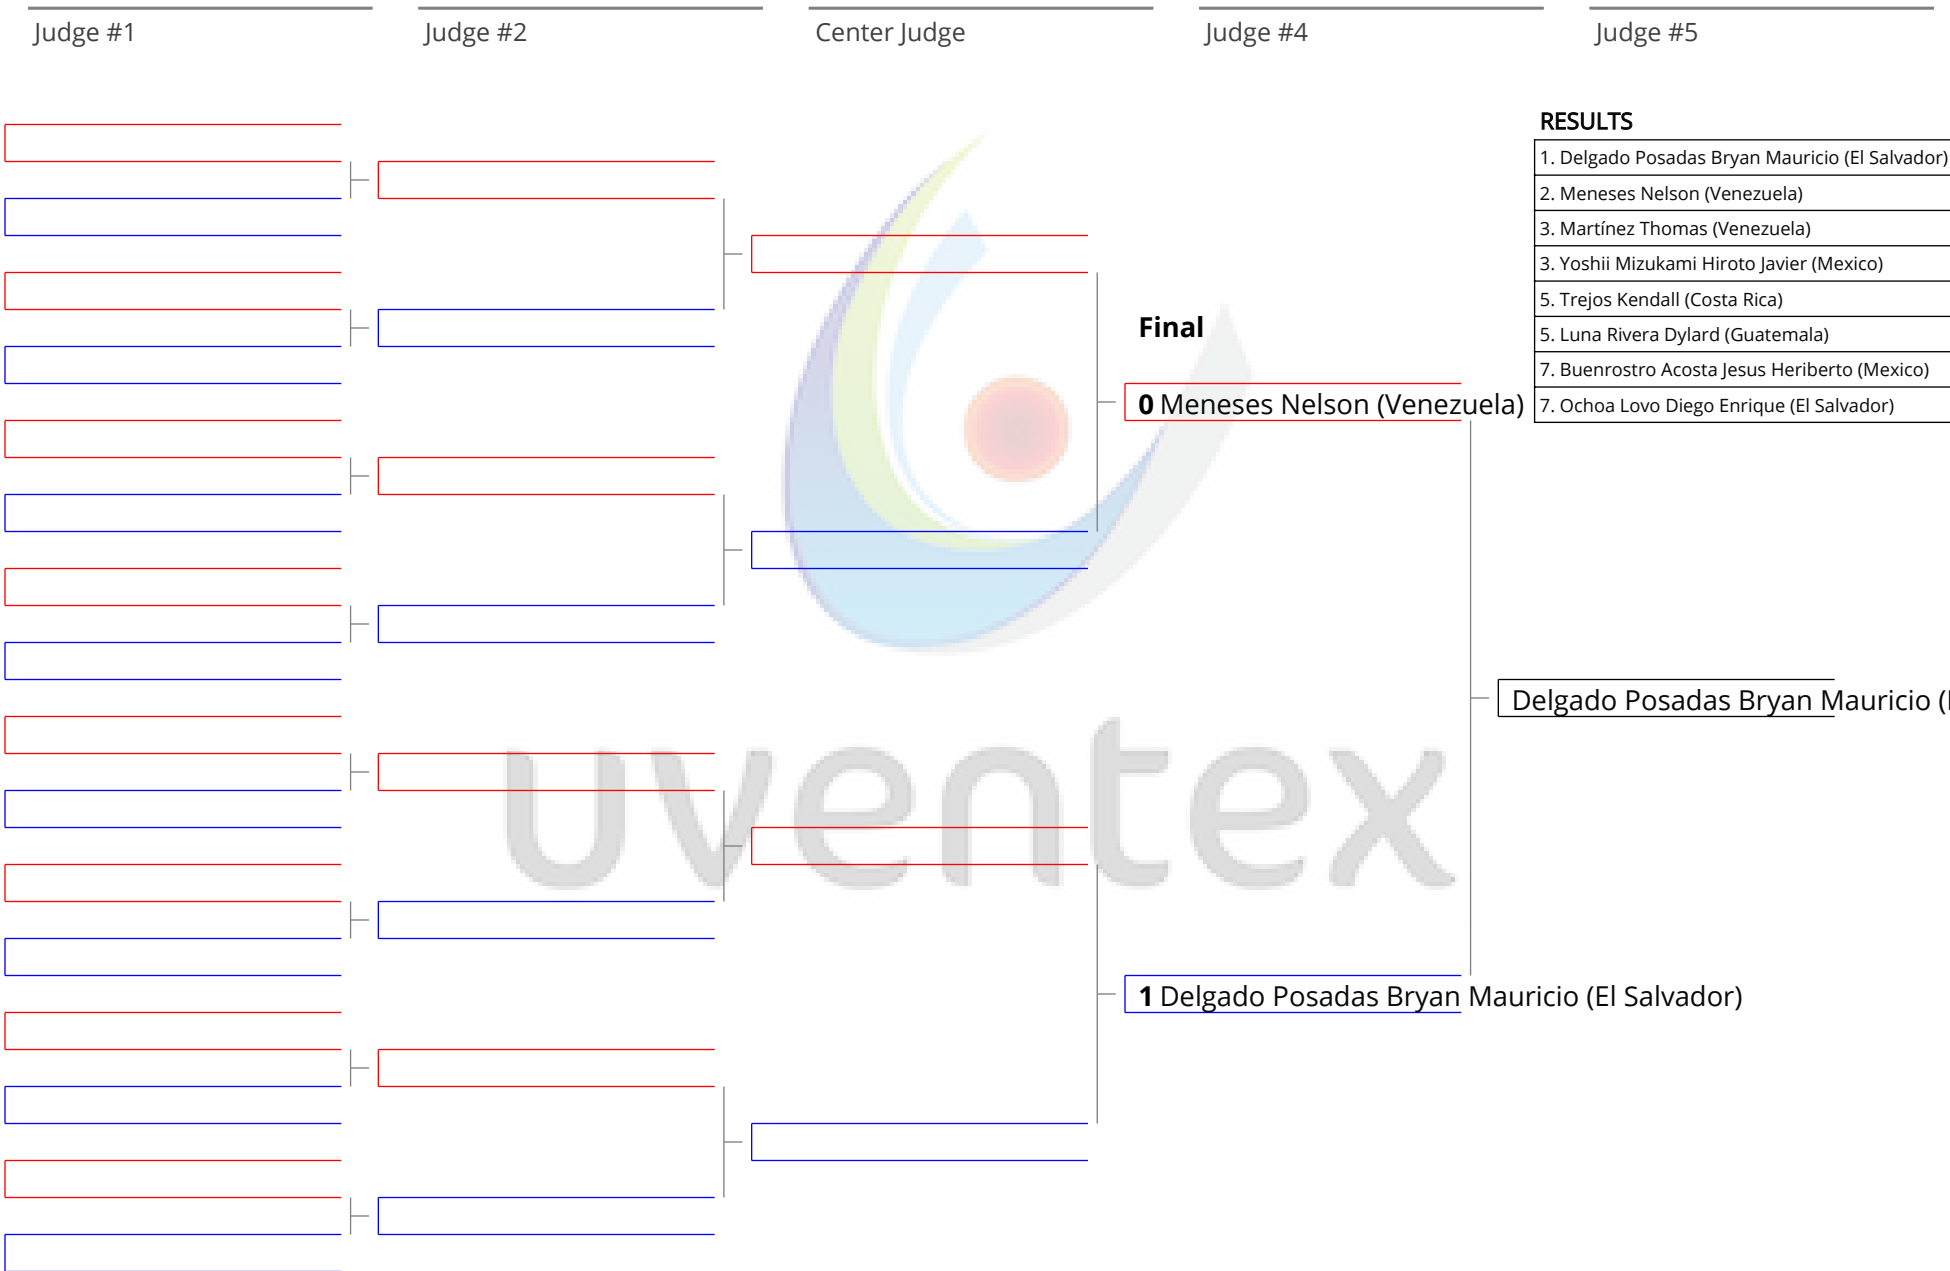 Judge #1
Judge #2
Center Judge
Judge #4
Judge #5
RESULTS
1. Delgado Posadas Bryan Mauricio (El Salvador)
2. Meneses Nelson (Venezuela)
3. Martínez Thomas (Venezuela)
3. Yoshii Mizukami Hiroto Javier (Mexico)
5. Trejos Kendall (Costa Rica)
5. Luna Rivera Dylard (Guatemala)
7. Buenrostro Acosta Jesus Heriberto (Mexico)
7. Ochoa Lovo Diego Enrique (El Salvador)
Final
0 Meneses Nelson (Venezuela)
Delgado Posadas Bryan Mauricio (
uventex
1 Delgado Posadas Bryan Mauricio (El Salvador)